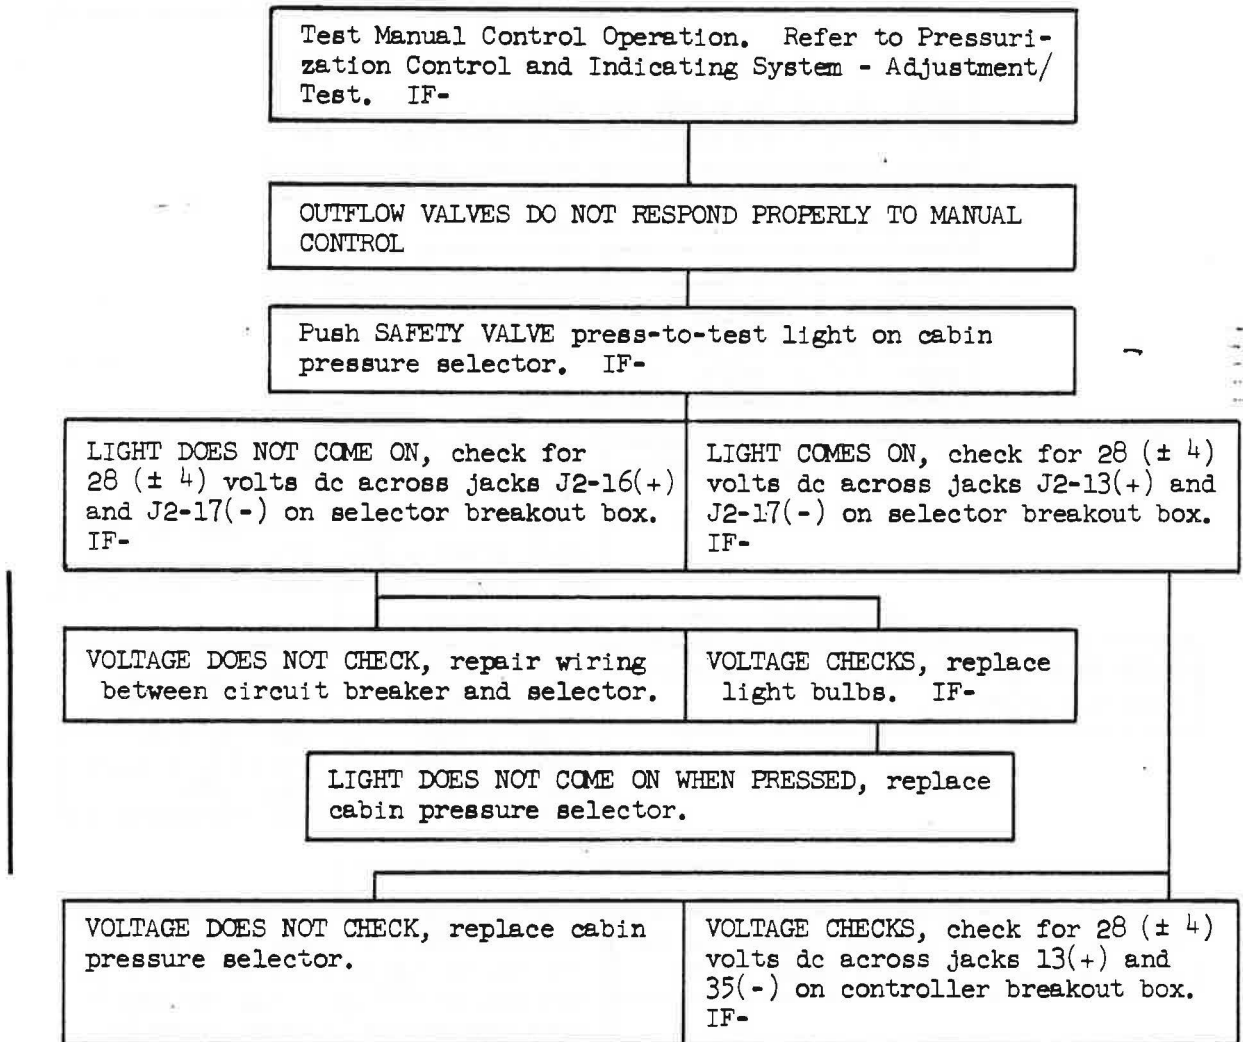 Test Manual Control Operation. Refer to Pressuri-
zation Control and Indicating System - Adjustment/
Test. IF-
OUTFLOW VALVES DO NOT RESPOND PROPERLY TO MANUAL
CONTROL
Push SAFETY VALVE press-to-test light on cabin
pressure selector. IF-
LIGHT DOES NOT COME ON, check for
28 (± 4) volts dc across jacks J2-16(+)
and J2-17(-) on selector breakout box.
IF-
LIGHT COMES ON, check for 28 (± 4)
volts dc across jacks J2-13(+) and
J2-17(-) on selector breakout box.
IF-
VOLTAGE DOES NOT CHECK, repair wiring
between circuit breaker and selector.
VOLTAGE CHECKS, replace
light bulbs. IF-
LIGHT DOES NOT COME ON WHEN PRESSED, replace
cabin pressure selector.
VOLTAGE DOES NOT CHECK, replace cabin
pressure selector.
VOLTAGE CHECKS, check for 28 (± 4)
volts dc across jacks 13(+) and
35(-) on controller breakout box.
IF-